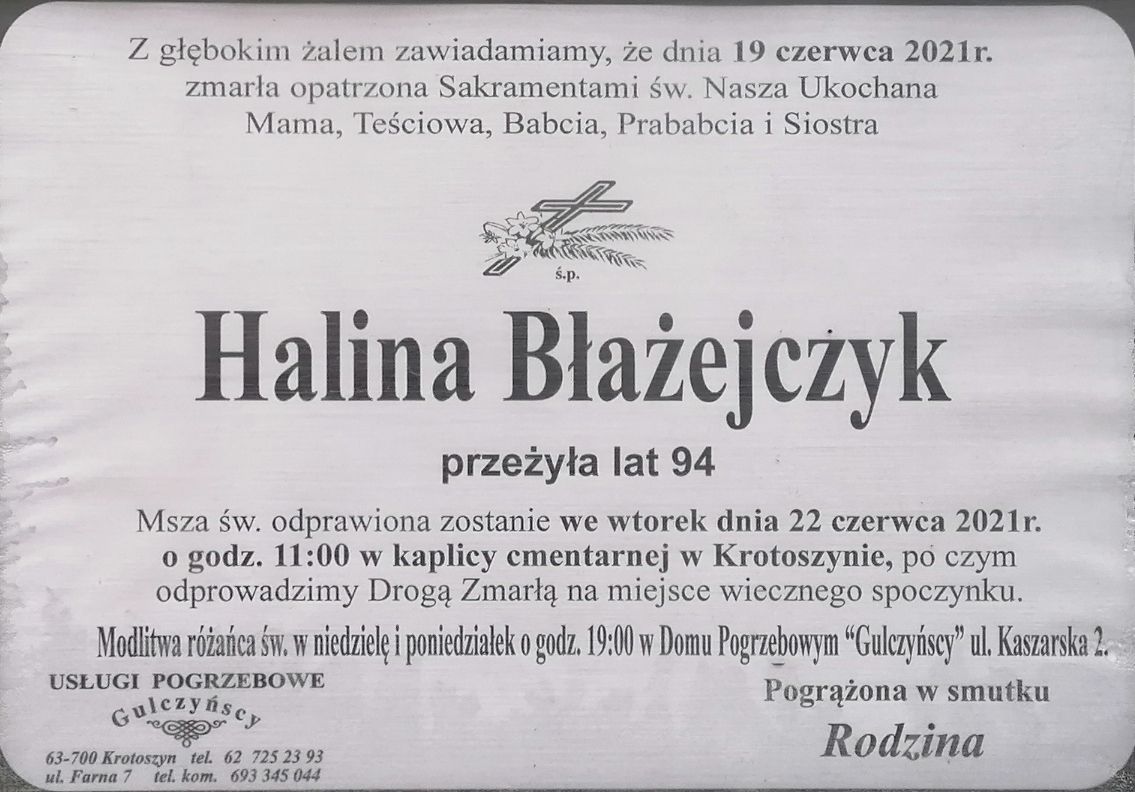 Z głębokim żalem zawiadamiamy, że dnia 19 czerwca 2021r.
zmarła opatrzona Sakramentami św. Nasza Ukochana
Mama, Teściowa, Babcia, Prababcia i Siostra
ś.p.
Halina Błażejczyk
przeżyła lat 94
Msza św. odprawiona zostanie we wtorek dnia 22 czerwca 2021r.
o godz. 11:00 w kaplicy cmentarnej w Krotoszynie, po czym
odprowadzimy Drogą Zmarłą na miejsce wiecznego spoczynku.
Modlitwa różańca św. w niedzielę i poniedziałek o godz. 19:00 w Domu Pogrzebowym “Gulczyńscy” ul. Kaszarska 2.
USŁUGI POGRZEBOWE
Gulczyńscy
63-700 Krotoszyn tel. 62 725 23 93
ul. Farna 7 tel. kom. 693 345 044
Pogrążona w smutku
Rodzina